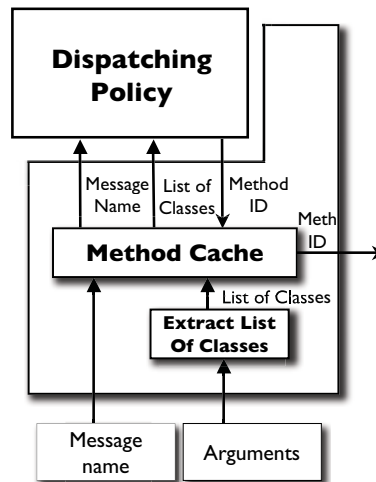 Dispatching
Policy
Message
Name
List of
Classes
Method
ID
Meth
ID
Method Cache
List of Classes
Extract List
Of Classes
Message
name
Arguments